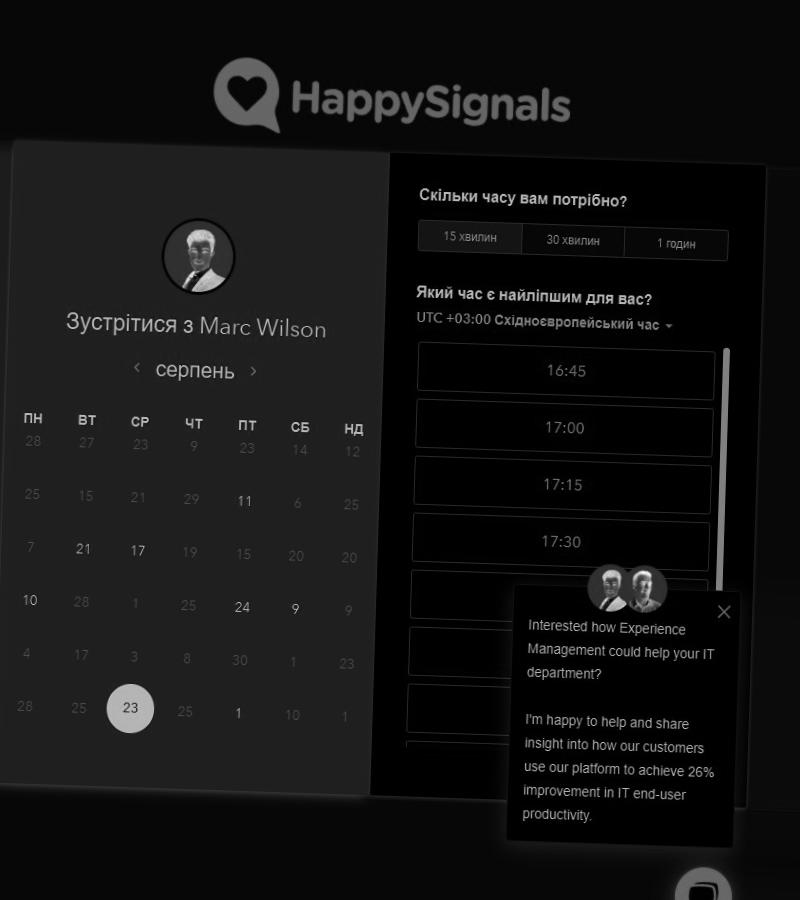 HappySignals
Зустрітися з Marc Wilson
серпень
ПН ВТ СР ЧТ ПТ СБ НД
28 27 23 9 23 14 12
25 15 21 29 11 6 25
7 21 17 19 15 20 20
10 28 1 25 24 9 9
4 17 3 8 30 1 23
28 25 23 25 1 10 1
Скільки часу вам потрібно?
15 хвилин 30 хвилин 1 годин
Який час є найліпшим для вас?
UTC +03:00 Східноєвропейський час
16:45
17:00
17:15
17:30
Interested how Experience
Management could help your IT
department?
I'm happy to help and share
insight into how our customers
use our platform to achieve 26%
improvement in IT end-user
productivity.